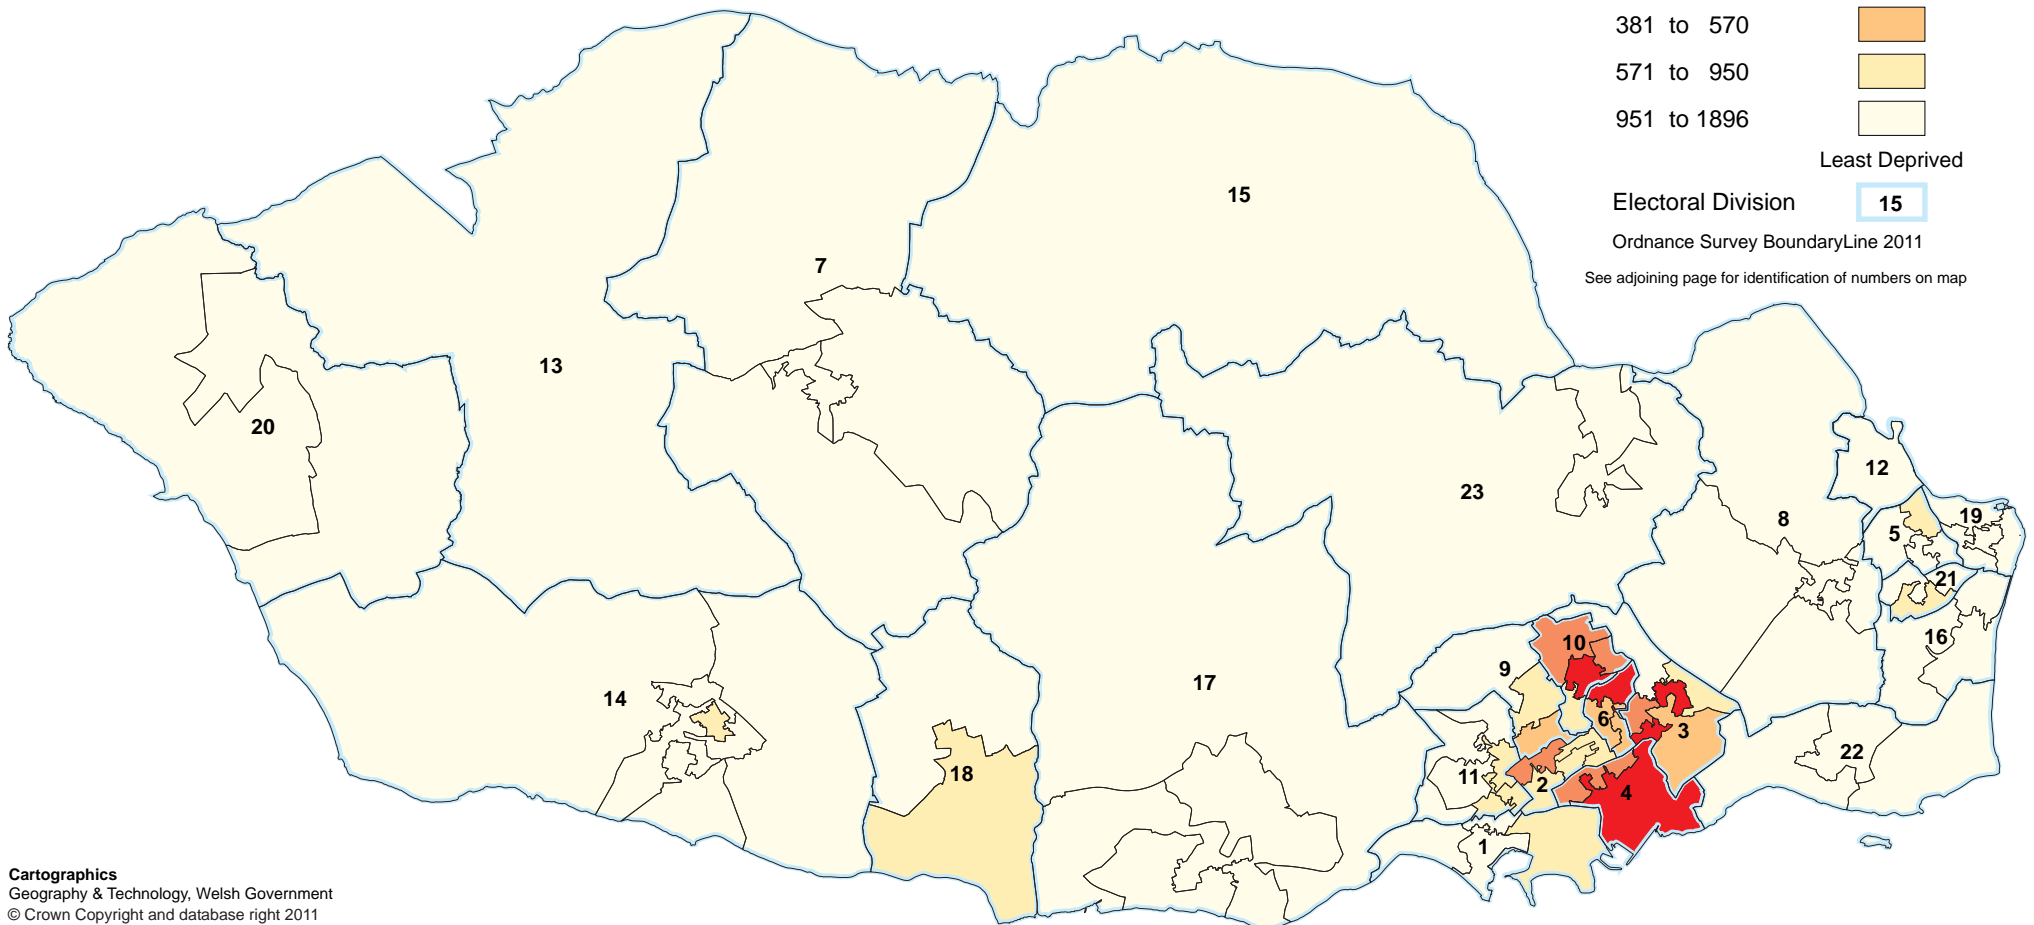 381 to 570
571 to 950
951 to 1896
Least Deprived
Electoral Division 15
Ordnance Survey BoundaryLine 2011
See adjoining page for identification of numbers on map
15
7
13
20
23
12
8
19
5
21
16
10
9
14
17
6
3
18
11
2
22
4
1
Cartographics
Geography & Technology, Welsh Government
© Crown Copyright and database right 2011